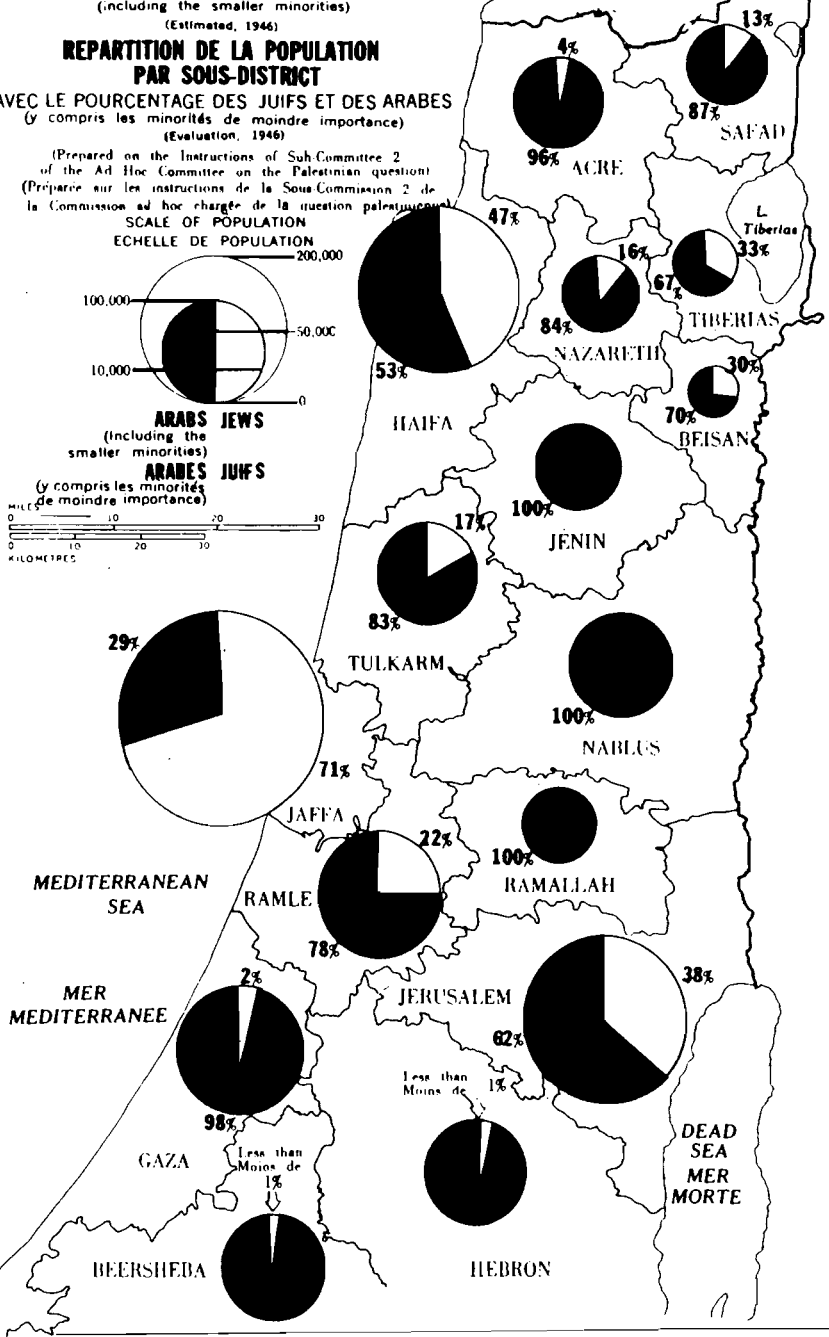 (including the smaller minorities)
(Estimated, 1946)
REPARTITION DE LA POPULATION
PAR SOUS-DISTRICT
AVEC LE POURCENTAGE DES JUIFS ET DES ARABES
(y compris les minorités de moindre importance)
(Evaluation, 1946)
(Prepared on the Instructions of Sub-Committee 2
of the Ad Hoc Committee on the Palestinian question)
(Préparée sur les instructions de la Sous-Commission 2 de
la Commission ad hoc chargée de la question palestinienne)
SCALE OF POPULATION
ECHELLE DE POPULATION
200,000
100,000
50,000
10,000
0
ARABS JEWS
(Including the
smaller minorities)
ARABES JUIFS
(y compris les minorités
de moindre importance)
MILES
0 10 20 30
0 10 20 30
KILOMETRES
4%
96%
ACRE
13%
87%
SAFAD
47%
53%
HAIFA
16%
84%
NAZARETH
L.
Tiberias
33%
67%
TIBERIAS
30%
70%
BEISAN
100%
JENIN
17%
83%
TULKARM
100%
NABLUS
29%
71%
JAFFA
22%
78%
RAMLE
100%
RAMALLAH
MEDITERRANEAN
SEA
MER
MEDITERRANEE
38%
62%
JERUSALEM
2%
98%
GAZA
Less than
Moins de
1%
BEERSHEBA
Less than
Moins de 1%
HEBRON
DEAD
SEA
MER
MORTE